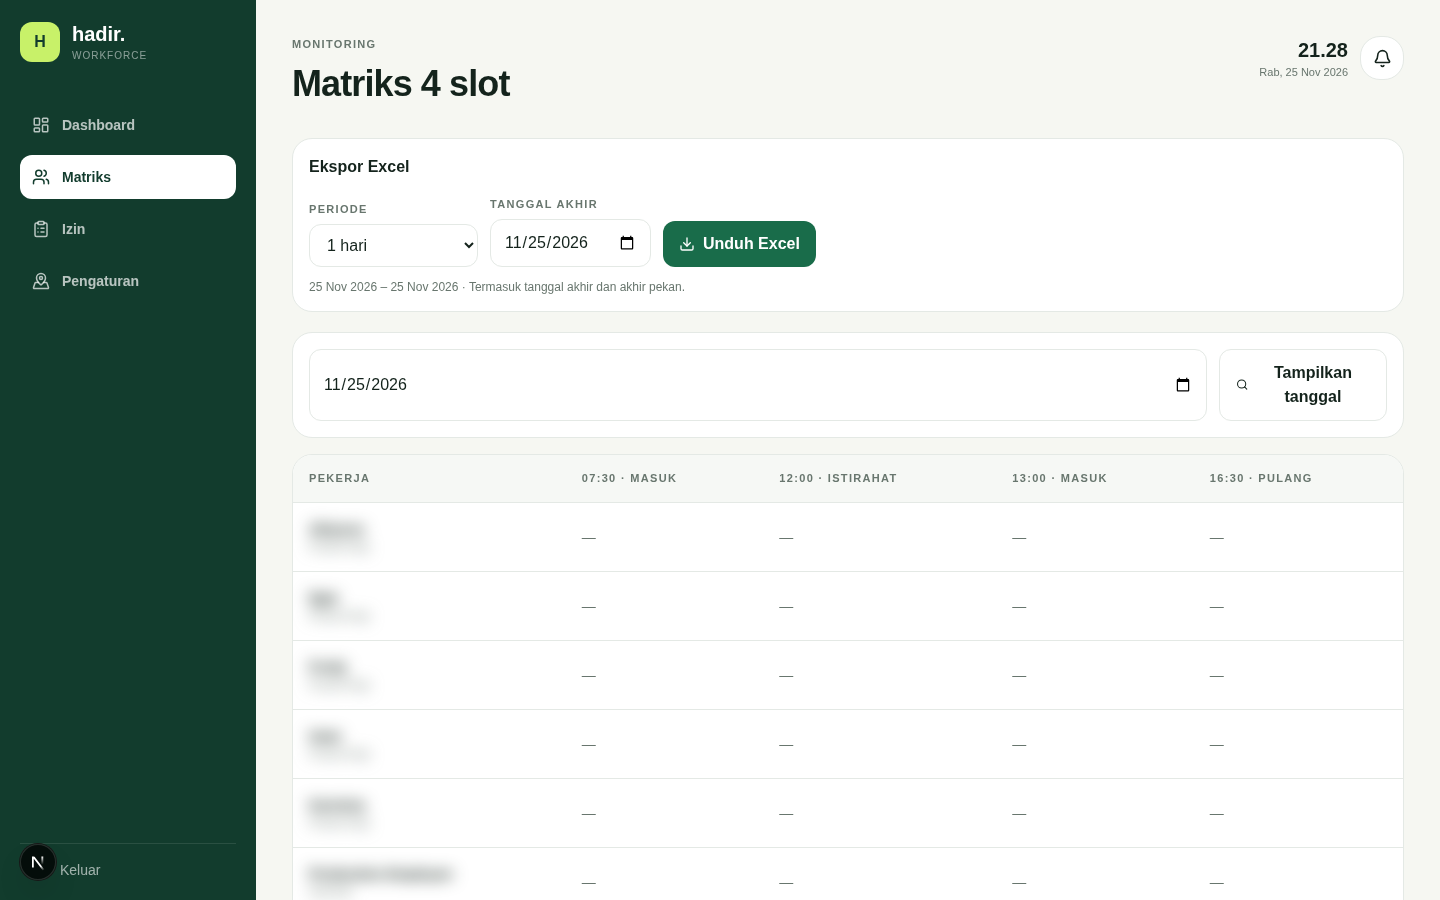 H
hadir.
WORKFORCE
Dashboard
Matriks
Izin
Pengaturan
N
Keluar
MONITORING
Matriks 4 slot
21.28
Rab, 25 Nov 2026
Ekspor Excel
PERIODE
TANGGAL AKHIR
1 hari
11/25/2026
Unduh Excel
25 Nov 2026 – 25 Nov 2026 · Termasuk tanggal akhir dan akhir pekan.
11/25/2026
Tampilkan
tanggal
PEKERJA 07:30 · MASUK 12:00 · ISTIRAHAT 13:00 · MASUK 16:30 · PULANG
— — — —
— — — —
— — — —
— — — —
— — — —
— — — —